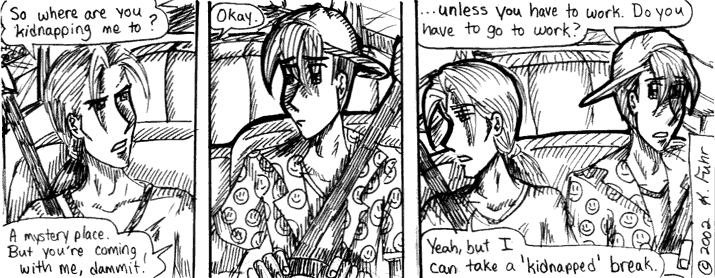 So where are you
kidnapping me to?
A mystery place.
But you're coming
with me, dammit!
Okay.
...unless you have to work. Do you
have to go to work?
Yeah, but I
can take a 'kidnapped' break.
© 2002 K. Fuhr